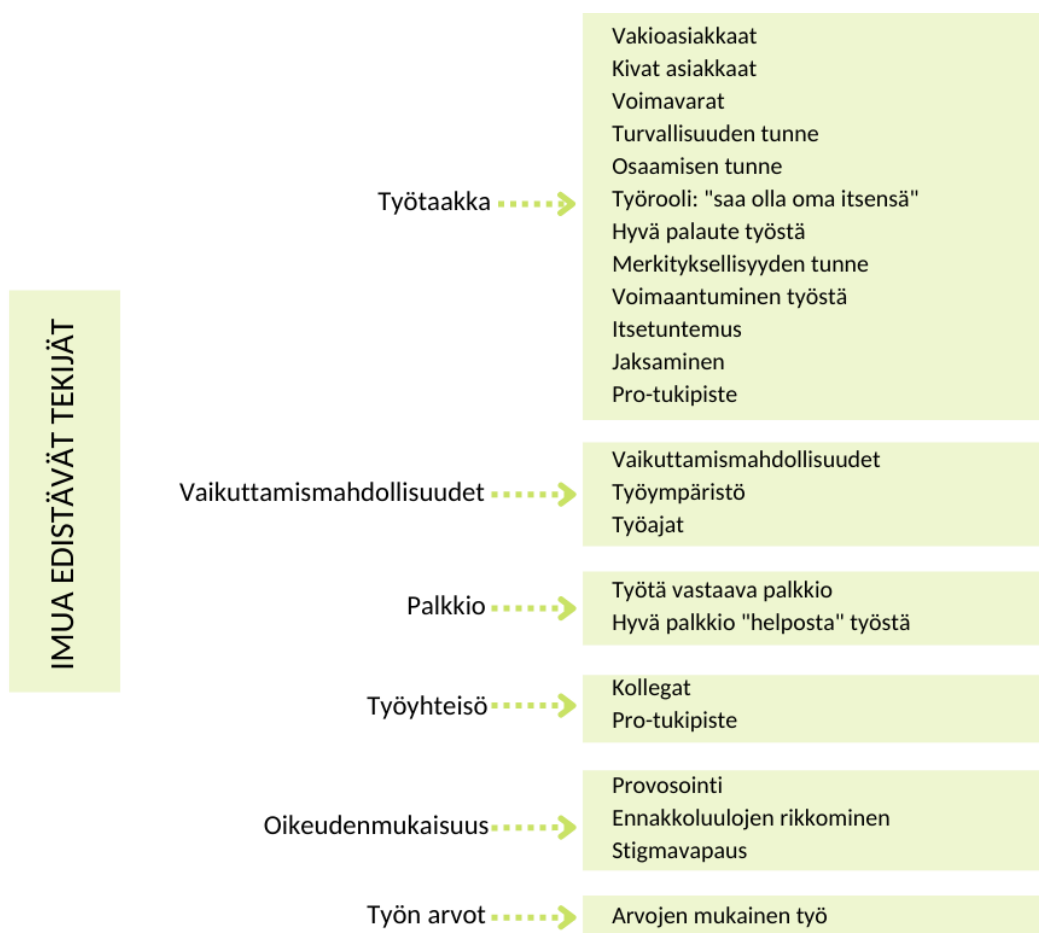 IMUA EDISTÄVÄT TEKIJÄT
Työtaakka
Vakioasiakkaat
Kivat asiakkaat
Voimavarat
Turvallisuuden tunne
Osaamisen tunne
Työrooli: "saa olla oma itsensä"
Hyvä palaute työstä
Merkityksellisyyden tunne
Voimaantuminen työstä
Itsetuntemus
Jaksaminen
Pro-tukipiste
Vaikuttamismahdollisuudet
Vaikuttamismahdollisuudet
Työympäristö
Työajat
Palkkio
Työtä vastaava palkkio
Hyvä palkkio "helposta" työstä
Työyhteisö
Kollegat
Pro-tukipiste
Oikeudenmukaisuus
Provosointi
Ennakkoluulojen rikkominen
Stigmavapaus
Työn arvot
Arvojen mukainen työ